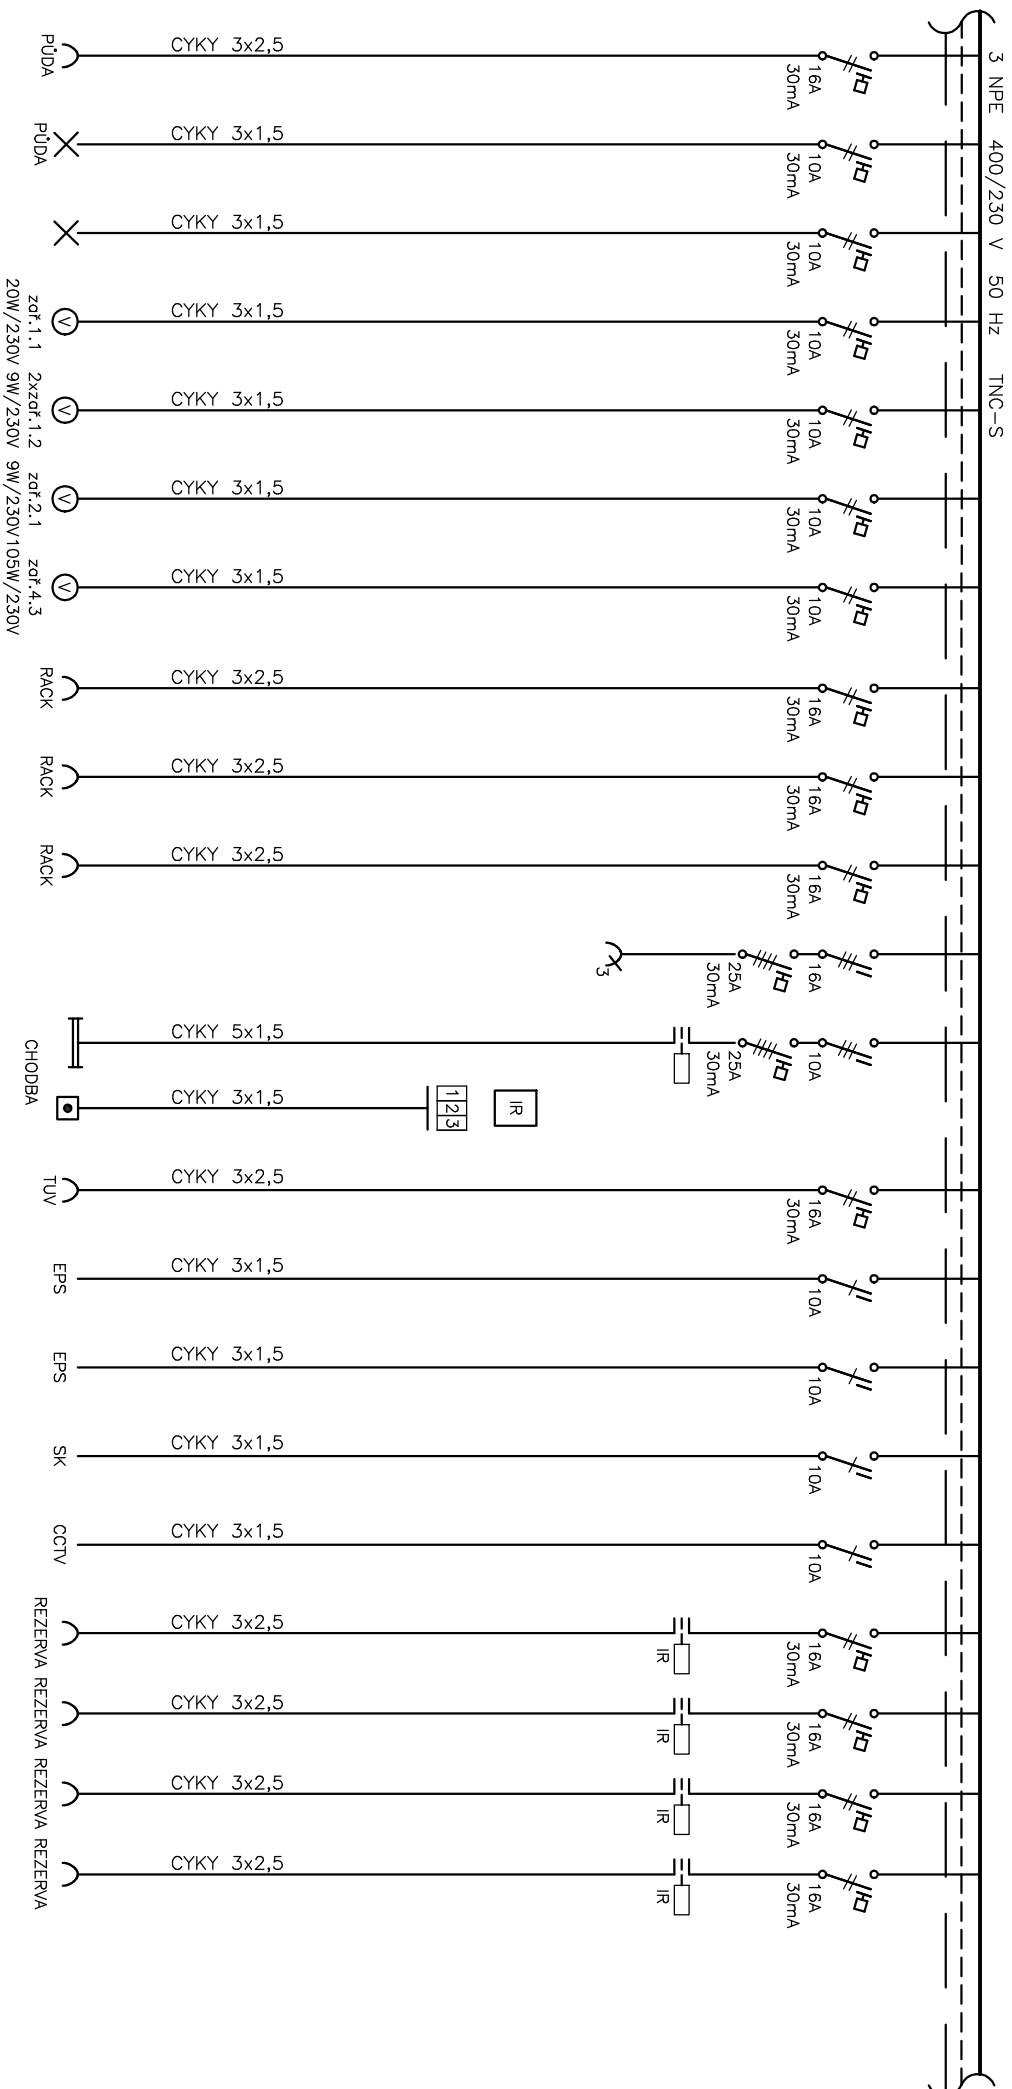 3 NPE 400/230 V 50 Hz TNC-S
CYKY 3x2,5
16A
30mA
PŮDA
CYKY 3x1,5
10A
30mA
PŮDA
CYKY 3x1,5
10A
30mA
CYKY 3x1,5
10A
30mA
V
zař.1.1
20W/230V
CYKY 3x1,5
10A
30mA
V
2xzař.1.2
9W/230V
CYKY 3x1,5
10A
30mA
V
zař.2.1
9W/230V
CYKY 3x1,5
10A
30mA
V
zař.4.3
105W/230V
CYKY 3x2,5
16A
30mA
RACK
CYKY 3x2,5
16A
30mA
RACK
CYKY 3x2,5
16A
30mA
RACK
16A
25A
30mA
3
CYKY 5x1,5
10A
25A
30mA
CHODBA
CYKY 3x1,5
1 2 3
IR
CYKY 3x2,5
16A
30mA
TUV
CYKY 3x1,5
10A
EPS
CYKY 3x1,5
10A
EPS
CYKY 3x1,5
10A
SK
CYKY 3x1,5
10A
CCTV
CYKY 3x2,5
16A
30mA
IR
REZERVA
CYKY 3x2,5
16A
30mA
IR
REZERVA
CYKY 3x2,5
16A
30mA
IR
REZERVA
CYKY 3x2,5
16A
30mA
IR
REZERVA